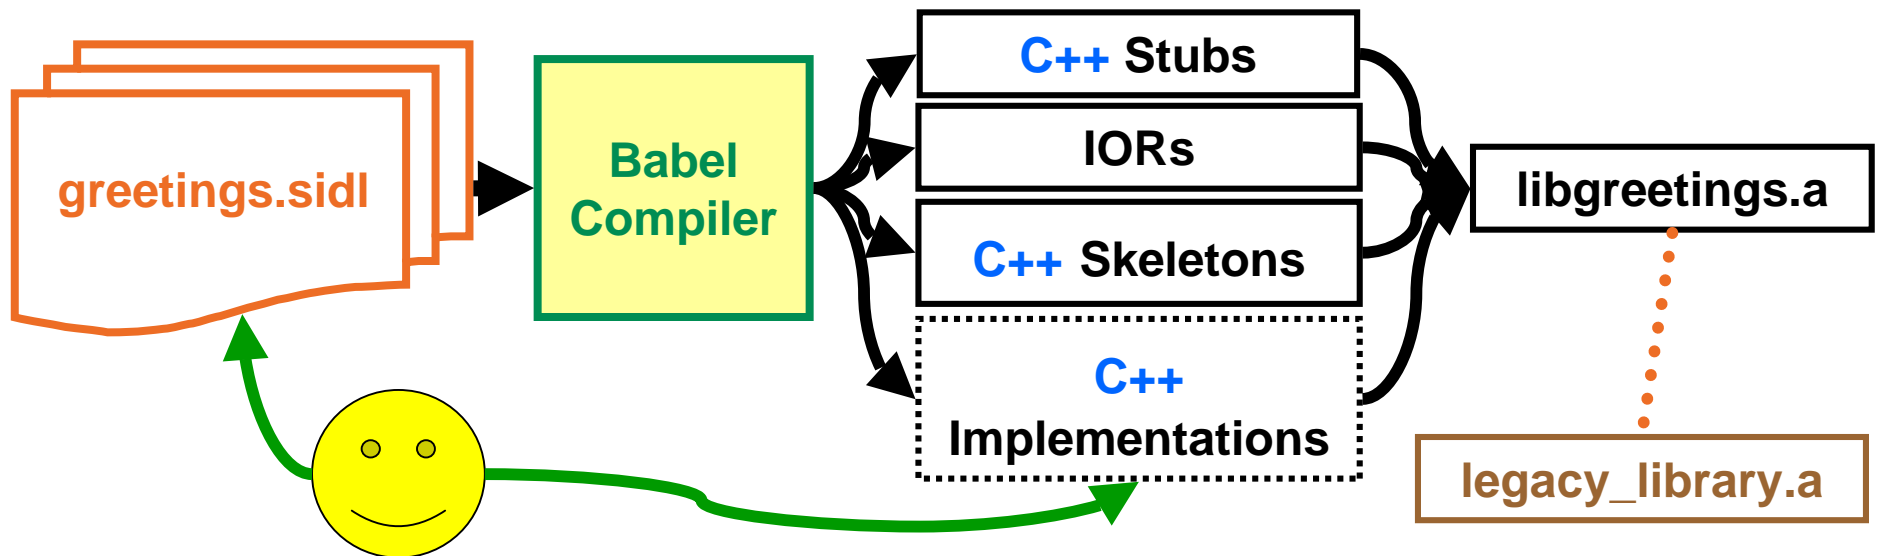 greetings.sidl
Babel
Compiler
C++ Stubs
IORs
C++ Skeletons
C++
Implementations
libgreetings.a
legacy_library.a